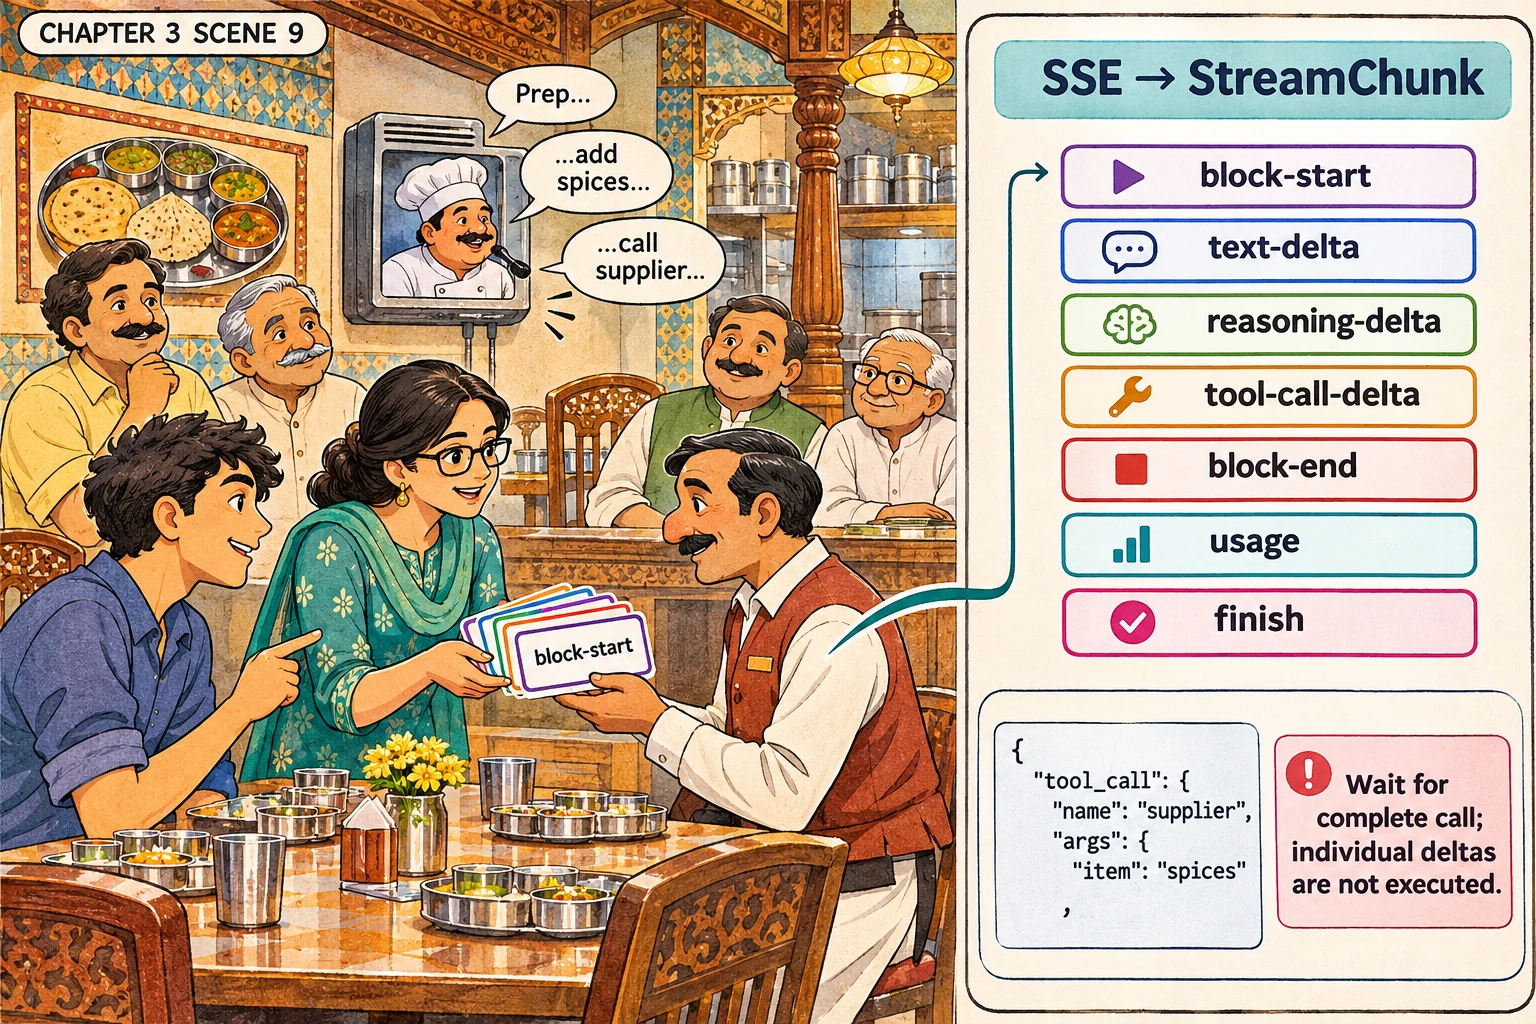 CHAPTER 3 SCENE 9
Prep...
...add
spices...
...call
supplier...
block-start
SSE → StreamChunk
block-start
text-delta
reasoning-delta
tool-call-delta
block-end
usage
finish
{
"tool_call": {
"name": "supplier",
"args": {
"item": "spices"
,
Wait for
complete call;
individual deltas
are not executed.